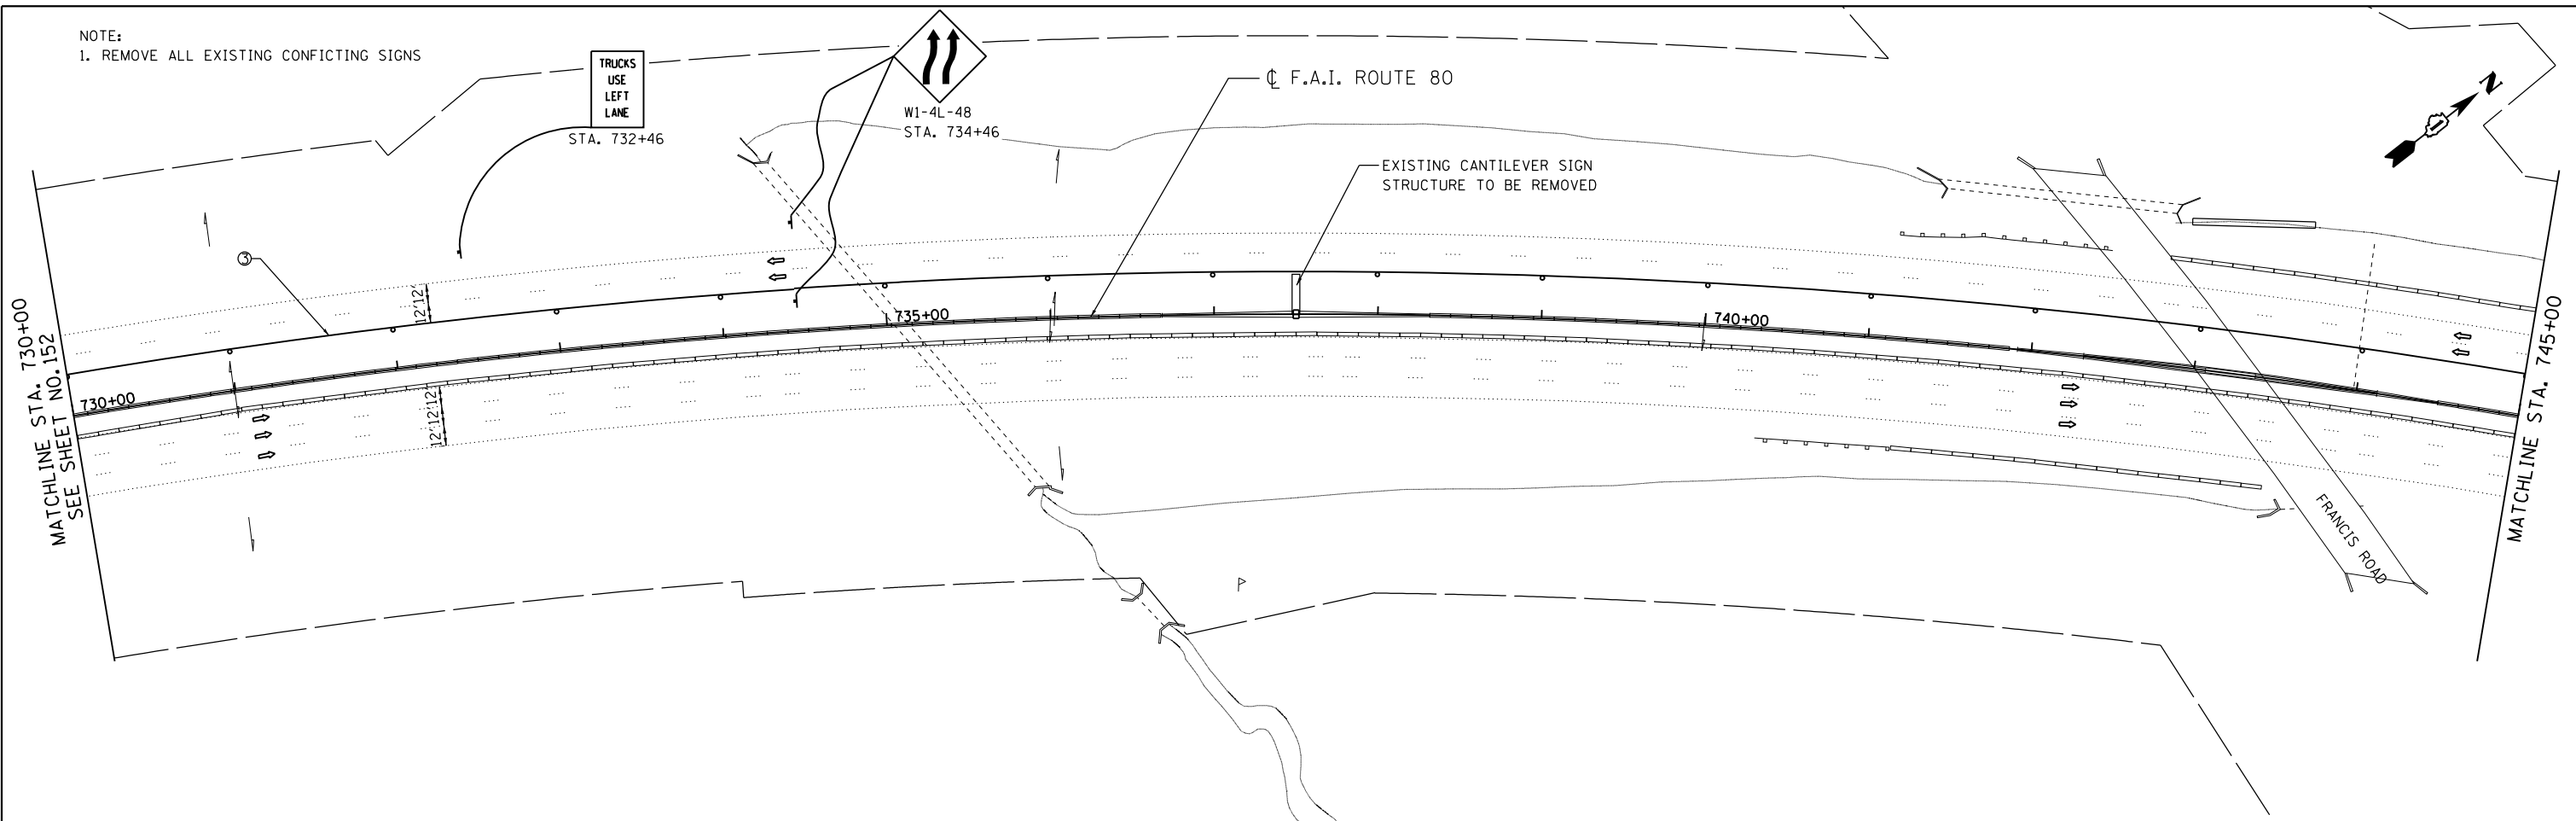 NOTE:
1. REMOVE ALL EXISTING CONFICTING SIGNS
TRUCKS
USE
LEFT
LANE
STA. 732+46
W1-4L-48
STA. 734+46
℄ F.A.I. ROUTE 80
EXISTING CANTILEVER SIGN
STRUCTURE TO BE REMOVED
N
3
12' 12'
12' 12' 12'
730+00
735+00
740+00
MATCHLINE STA. 730+00
SEE SHEET NO.152
FRANCIS ROAD
MATCHLINE STA. 745+00
P